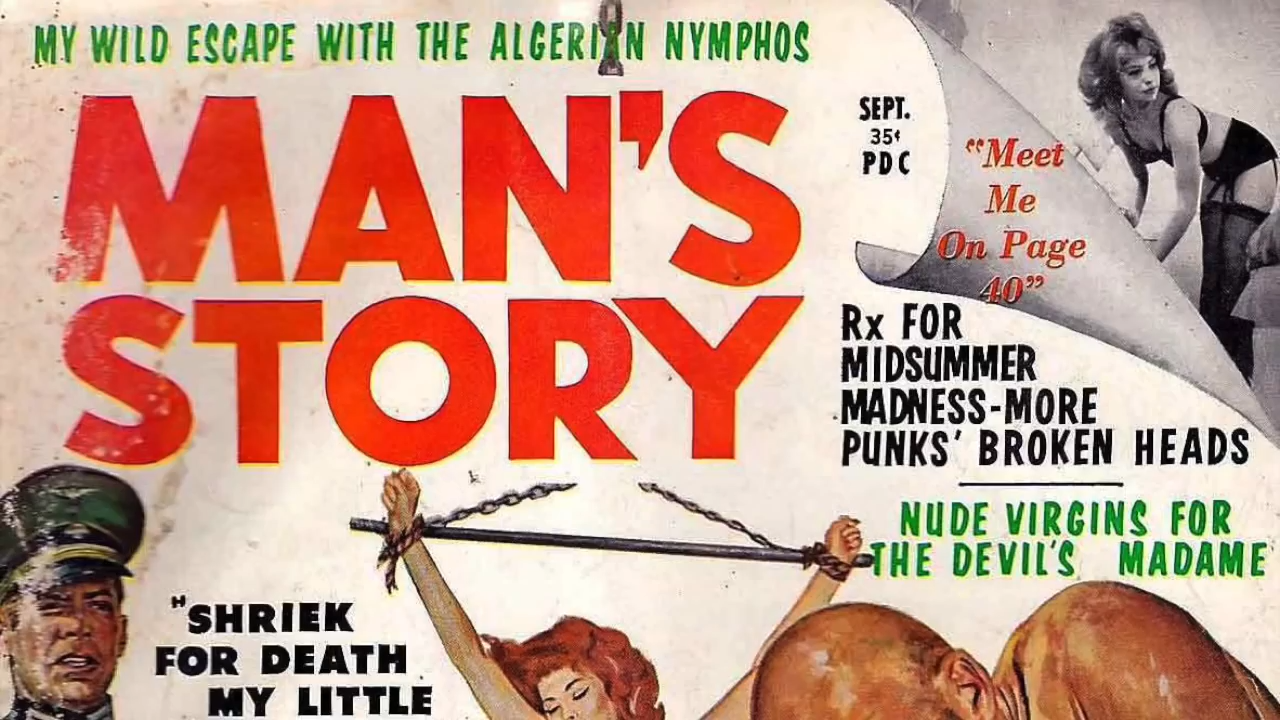 MY WILD ESCAPE WITH THE ALGERIAN NYMPHOS
MAN'S
STORY
SEPT.
35¢
PDC
"Meet
Me
On Page
40"
Rx FOR
MIDSUMMER
MADNESS-MORE
PUNKS' BROKEN HEADS
NUDE VIRGINS FOR
THE DEVIL'S MADAME
"SHRIEK
FOR DEATH
MY LITTLE